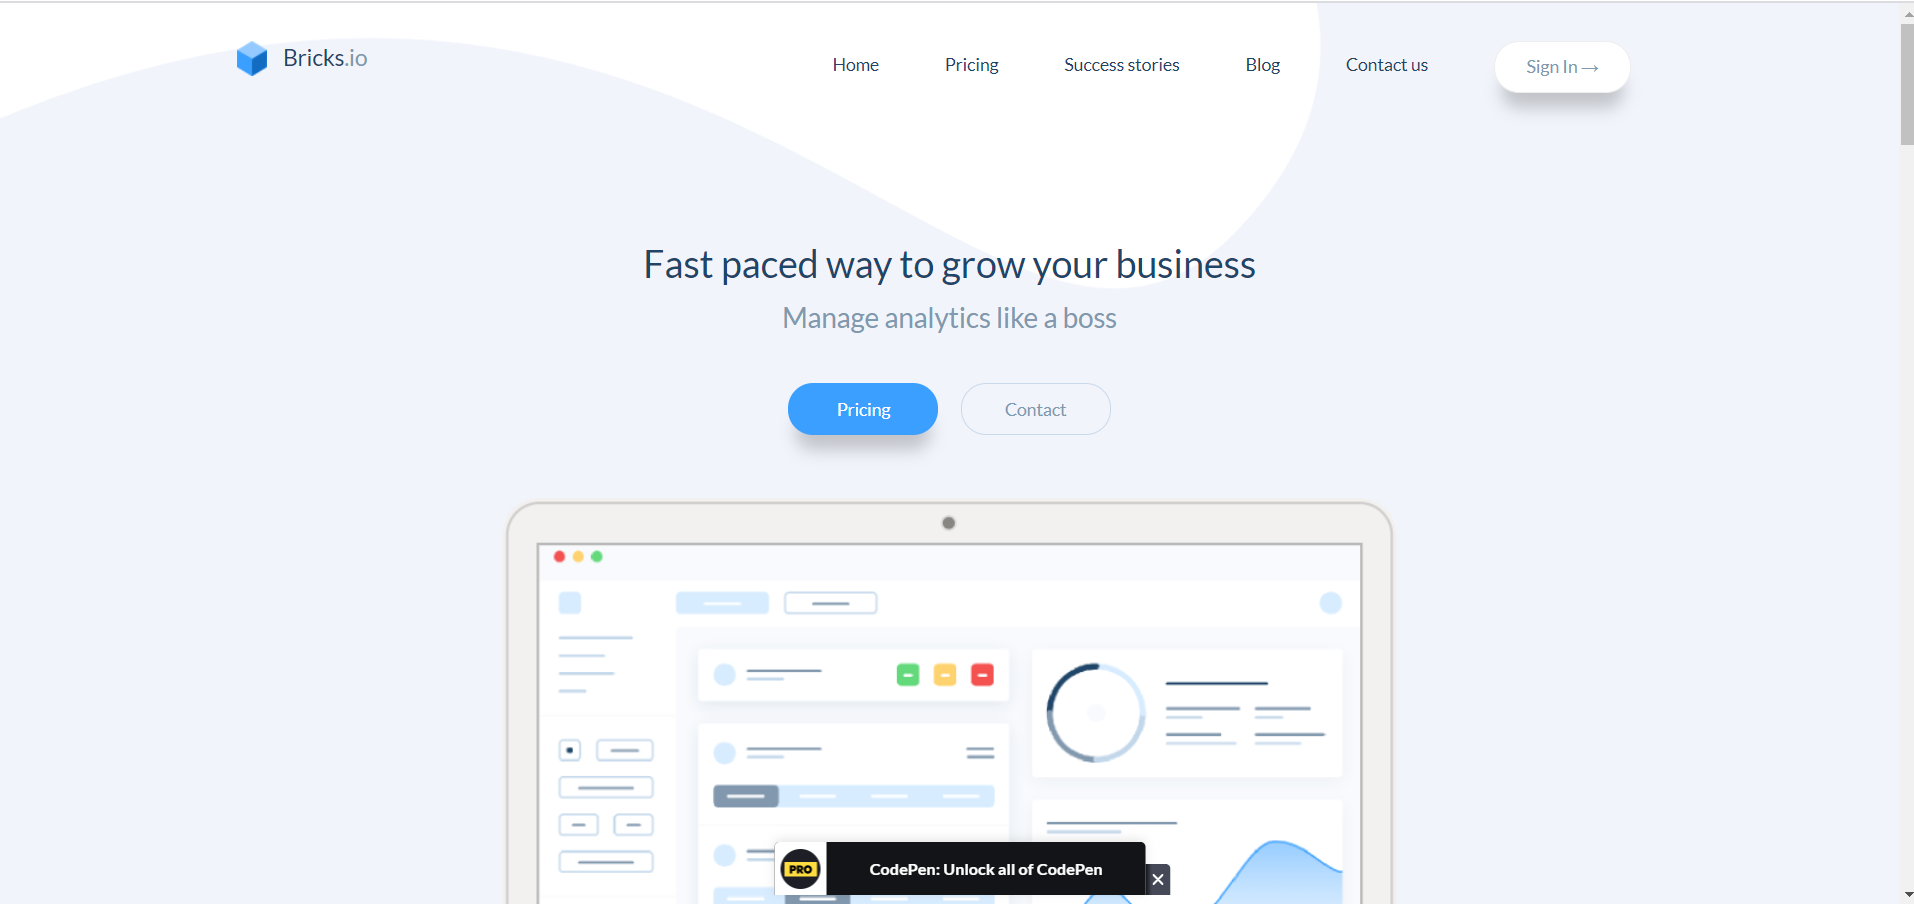 Bricks.io
Home Pricing Success stories Blog Contact us Sign In →
Fast paced way to grow your business
Manage analytics like a boss
Pricing Contact
PRO CodePen: Unlock all of CodePen ✕